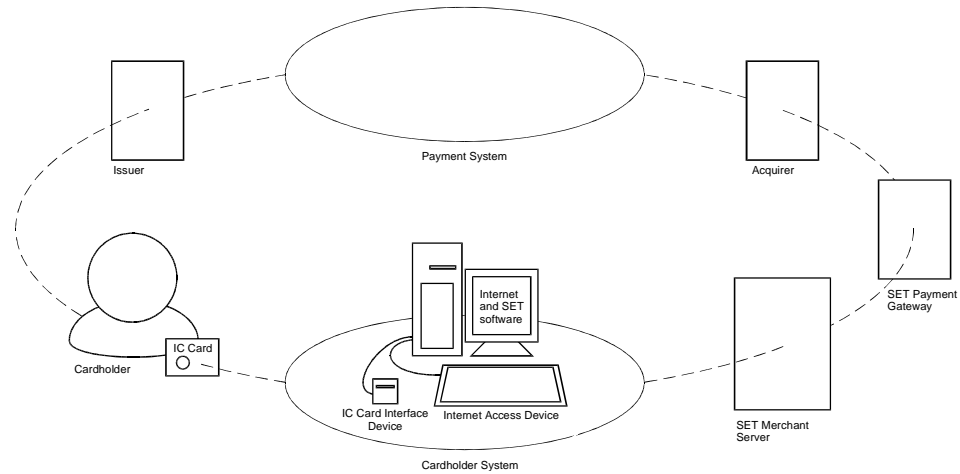 Payment System
Issuer
Acquirer
SET Payment
Gateway
Internet
and SET
software
IC Card
Cardholder
IC Card Interface
Device
Internet Access Device
SET Merchant
Server
Cardholder System